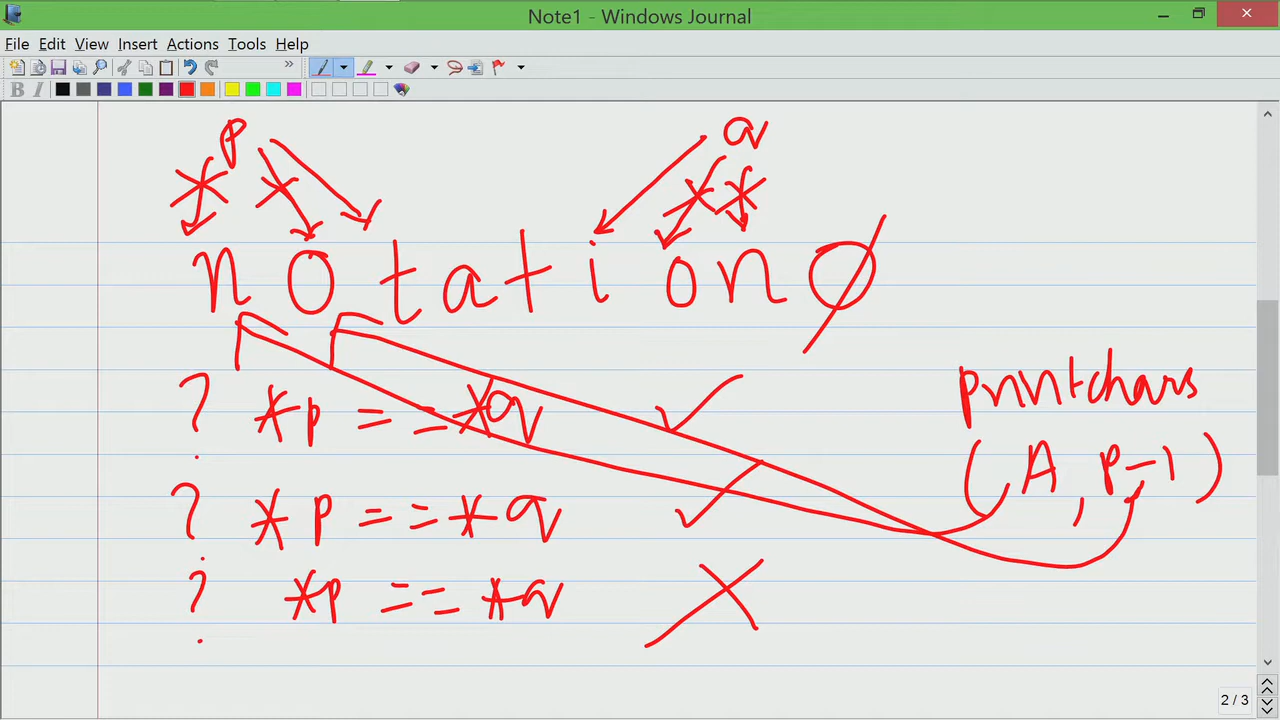 Note1 - Windows Journal
File Edit View Insert Actions Tools Help
B I
p q
notation∅
? *p == *q
printchars
(A, p-1)
? *p == *q
? *p == *q
2 / 3